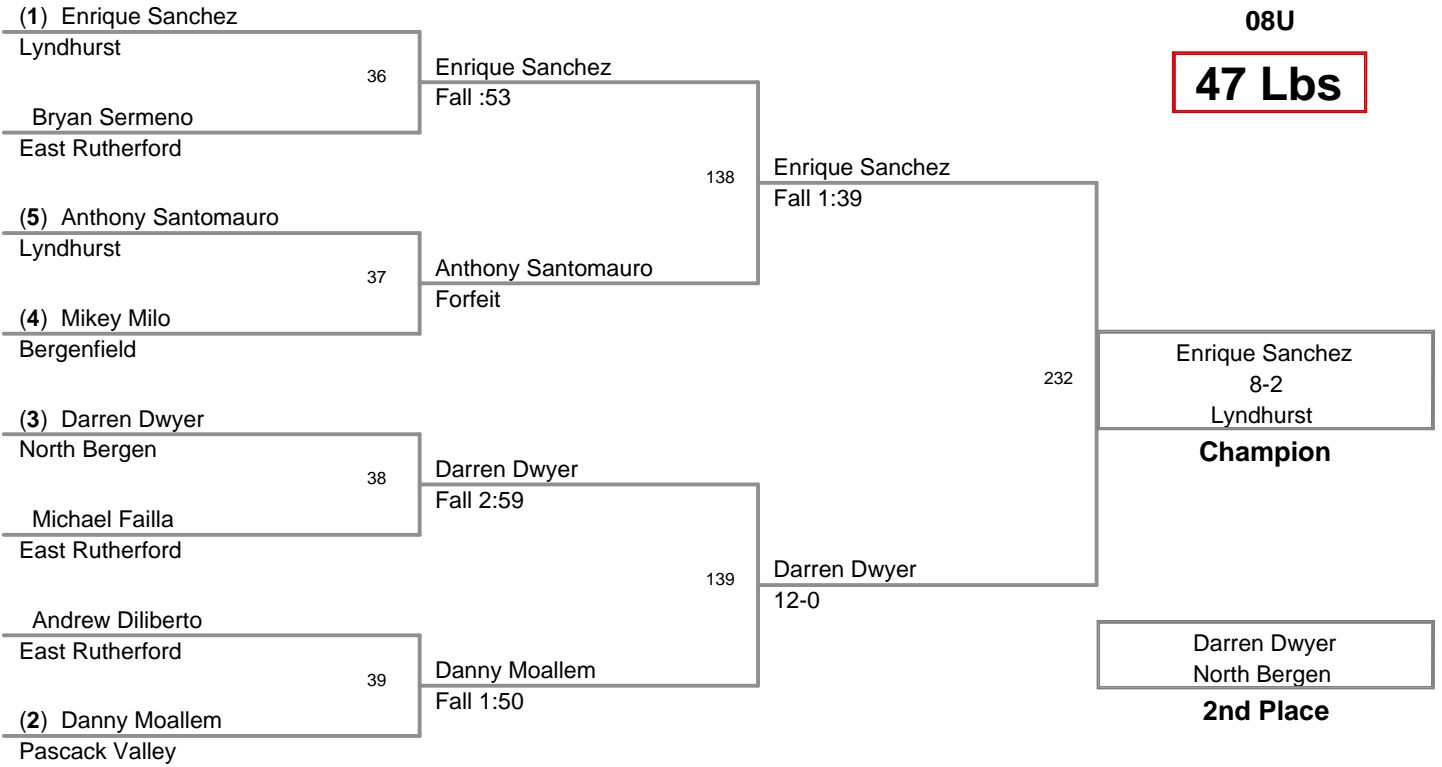 08U
47 Lbs
(1) Enrique Sanchez
Lyndhurst
36
Bryan Sermeno
East Rutherford
(5) Anthony Santomauro
Lyndhurst
37
(4) Mikey Milo
Bergenfield
(3) Darren Dwyer
North Bergen
38
Michael Failla
East Rutherford
Andrew Diliberto
East Rutherford
39
(2) Danny Moallem
Pascack Valley
Enrique Sanchez
Fall :53
138
Anthony Santomauro
Forfeit
Darren Dwyer
Fall 2:59
139
Danny Moallem
Fall 1:50
Enrique Sanchez
Fall 1:39
232
Darren Dwyer
12-0
Enrique Sanchez
8-2
Lyndhurst
Champion
Darren Dwyer
North Bergen
2nd Place